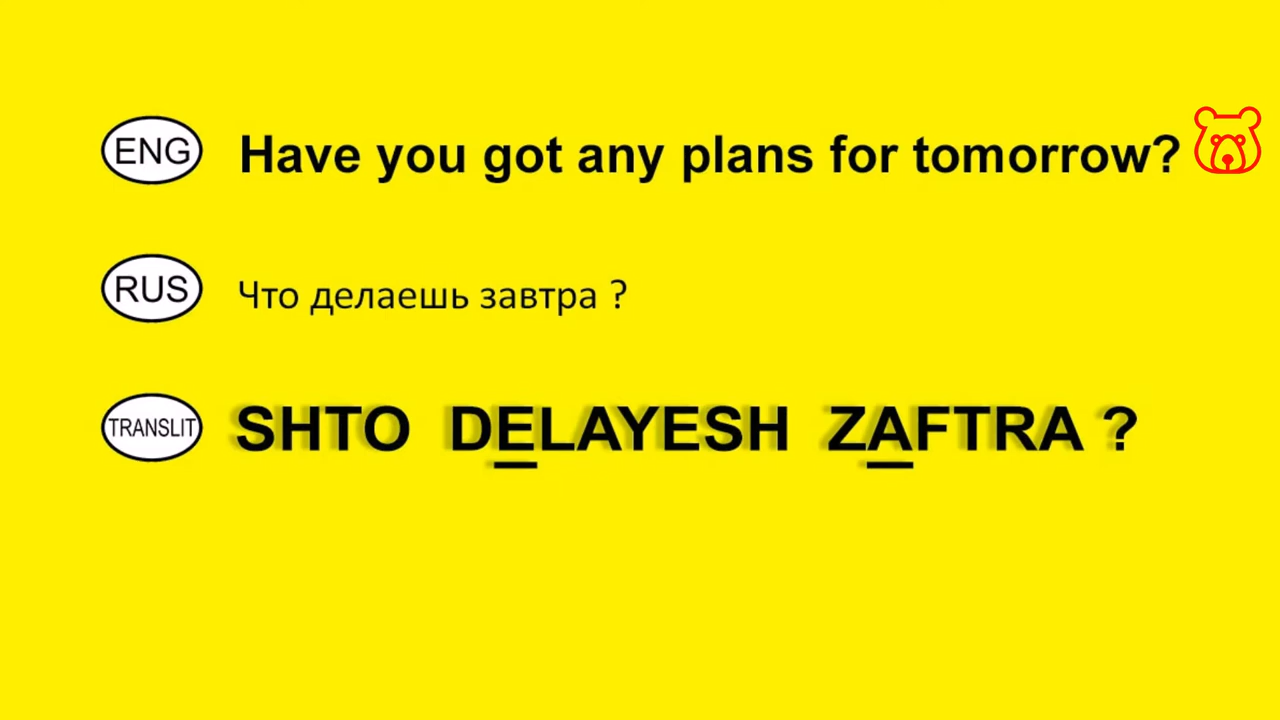 ENG Have you got any plans for tomorrow?
RUS Что делаешь завтра ?
TRANSLIT SHTO DELAYESH ZAFTRA ?